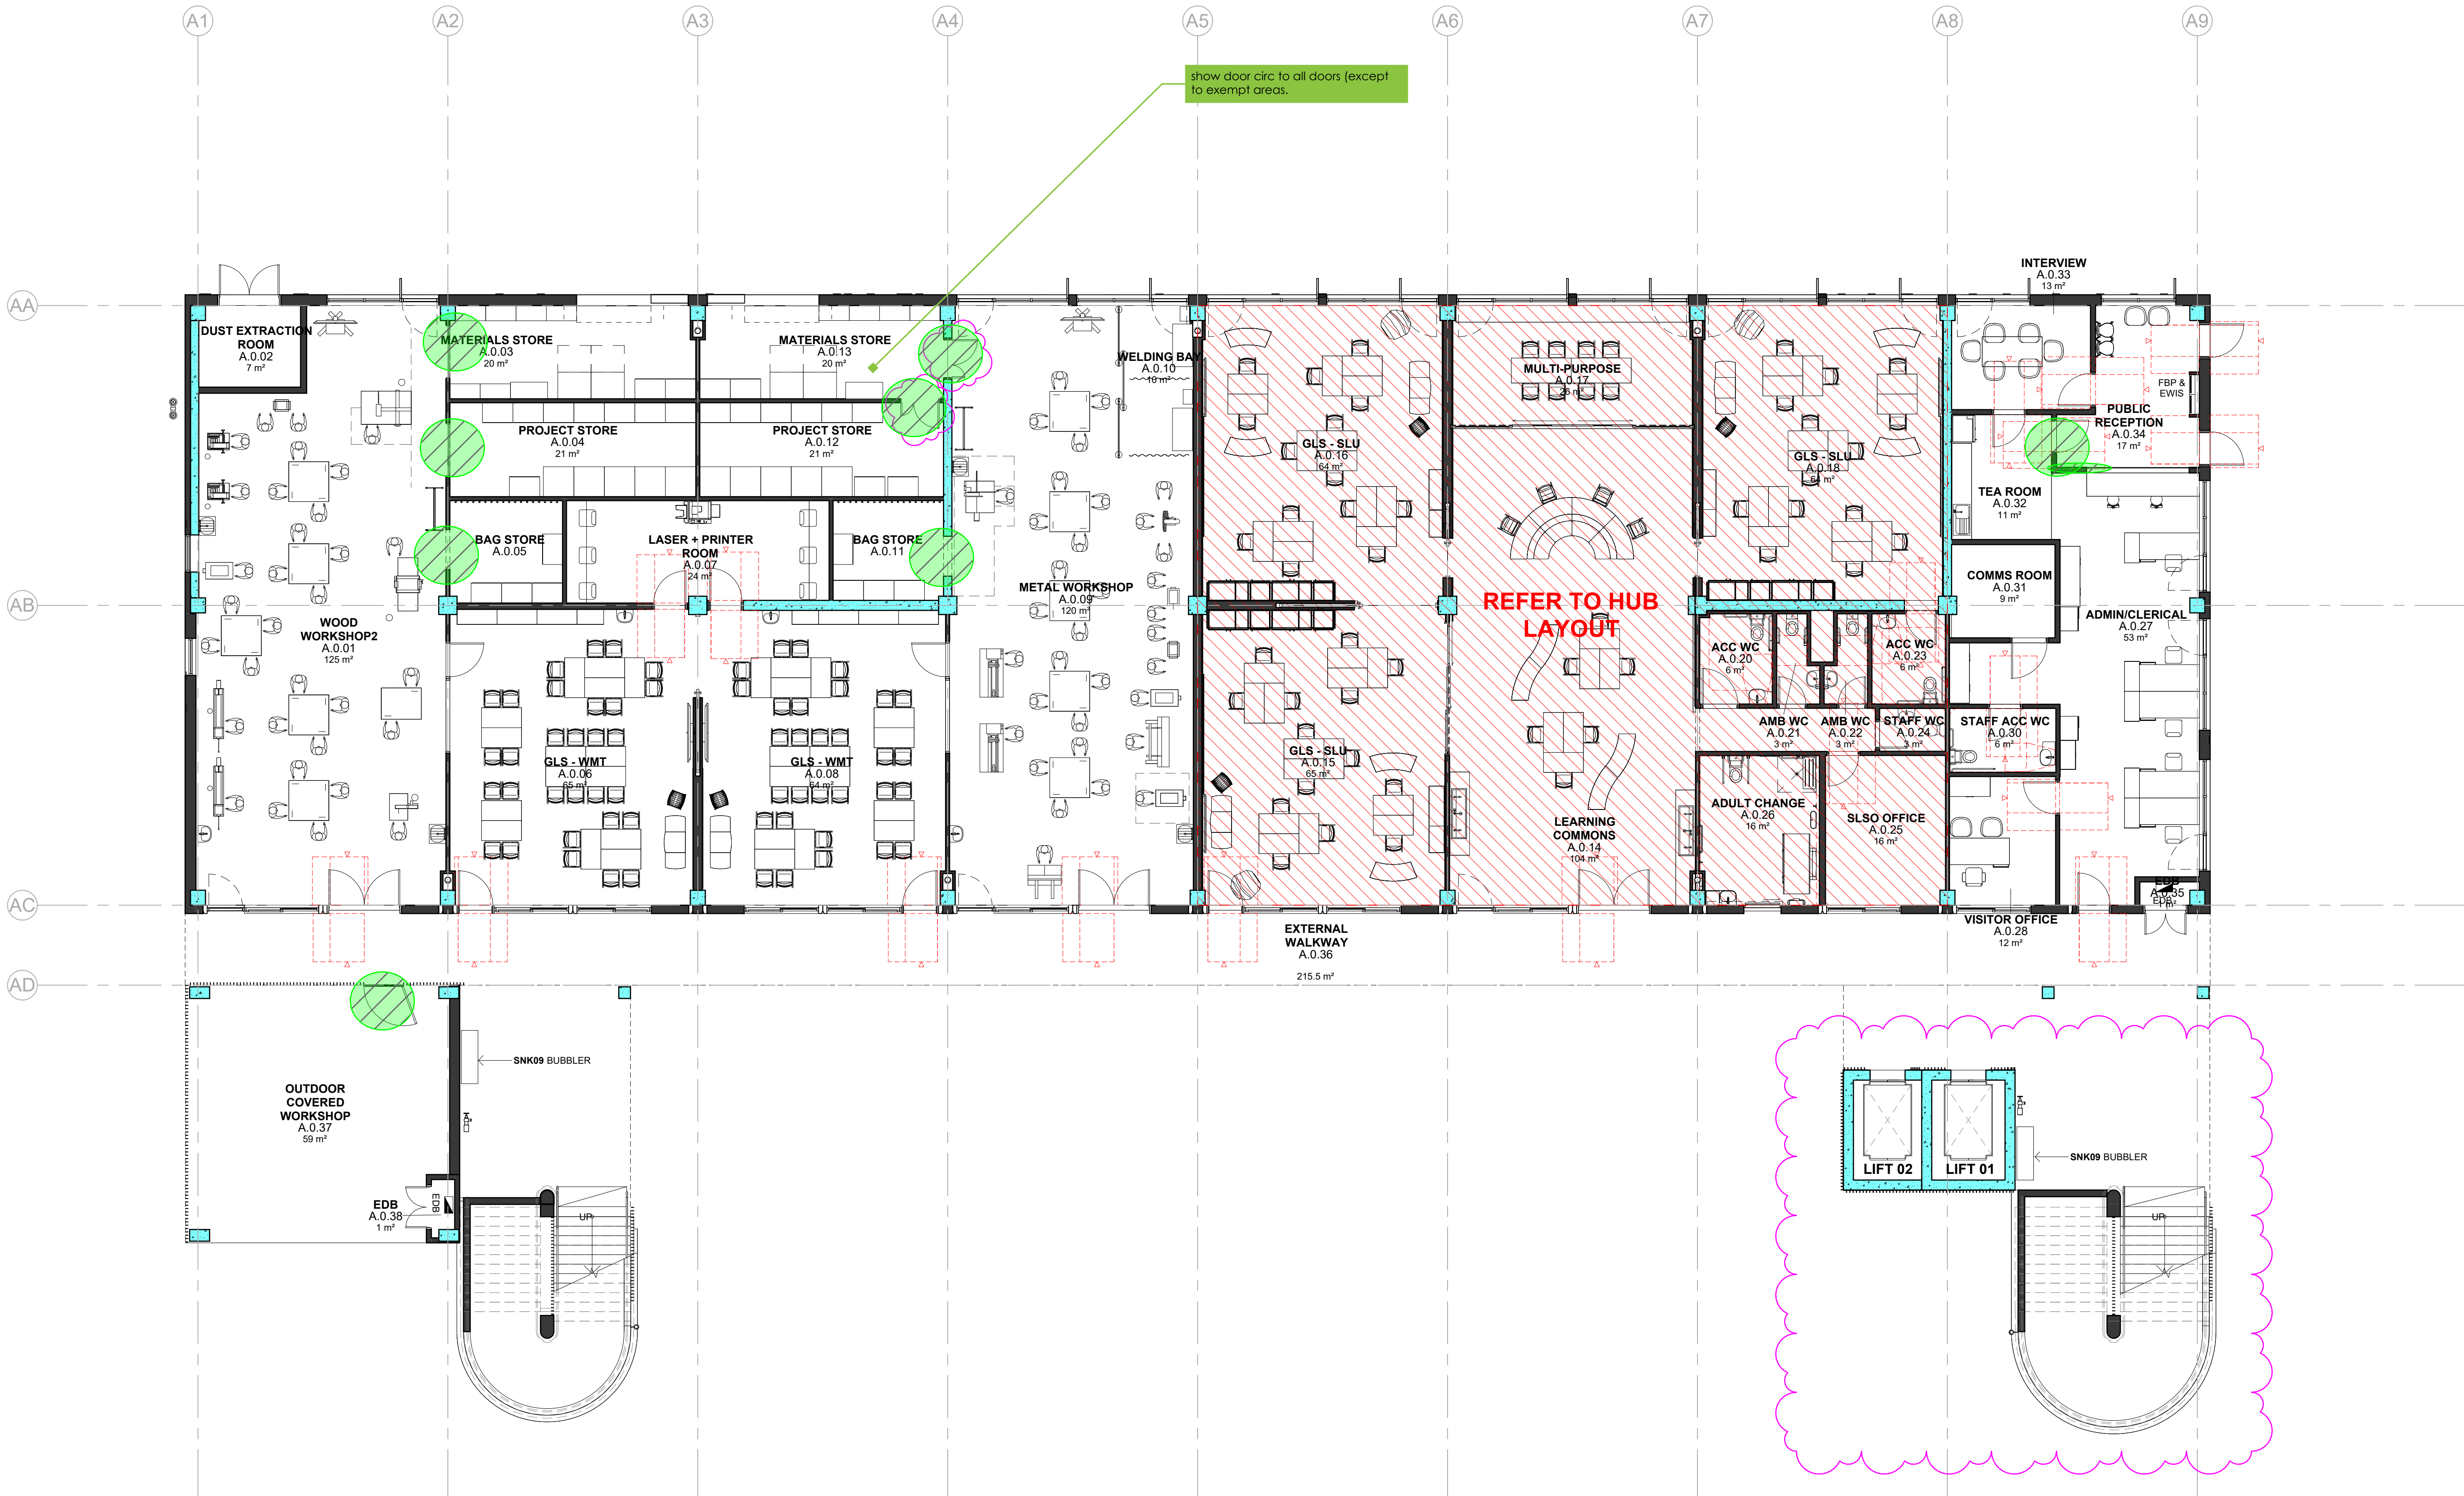 A1
A2
A3
A4
A5
A6
A7
A8
A9
show door circ to all doors (except
to exempt areas.
AA
AB
AC
AD
INTERVIEW
A.0.33
13 m²
DUST EXTRACTION
ROOM
A.0.02
7 m²
MATERIALS STORE
A.0.03
20 m²
MATERIALS STORE
A.0.13
20 m²
WELDING BAY
A.0.10
10 m²
MULTI-PURPOSE
A.0.17
26 m²
FBP &
EWIS
PUBLIC
RECEPTION
A.0.34
17 m²
PROJECT STORE
A.0.04
21 m²
PROJECT STORE
A.0.12
21 m²
GLS - SLU
A.0.16
64 m²
GLS - SLU
A.0.18
64 m²
TEA ROOM
A.0.32
11 m²
BAG STORE
A.0.05
LASER + PRINTER
ROOM
A.0.07
24 m²
BAG STORE
A.0.11
METAL WORKSHOP
A.0.09
120 m²
COMMS ROOM
A.0.31
9 m²
REFER TO HUB
LAYOUT
WOOD
WORKSHOP2
A.0.01
125 m²
ADMIN/CLERICAL
A.0.27
53 m²
ACC WC
A.0.20
6 m²
ACC WC
A.0.23
6 m²
AMB WC
A.0.21
3 m²
AMB WC
A.0.22
3 m²
STAFF WC
A.0.24
3 m²
STAFF ACC WC
A.0.30
6 m²
GLS - WMT
A.0.06
65 m²
GLS - WMT
A.0.08
64 m²
GLS - SLU
A.0.15
65 m²
LEARNING
COMMONS
A.0.14
104 m²
ADULT CHANGE
A.0.26
16 m²
SLSO OFFICE
A.0.25
16 m²
EDB
A.0.35
EDB
1 m²
VISITOR OFFICE
A.0.28
12 m²
EXTERNAL
WALKWAY
A.0.36
215.5 m²
SNK09 BUBBLER
OUTDOOR
COVERED
WORKSHOP
A.0.37
59 m²
EDB
A.0.38
1 m²
EDB
UP
LIFT 02
LIFT 01
SNK09 BUBBLER
UP